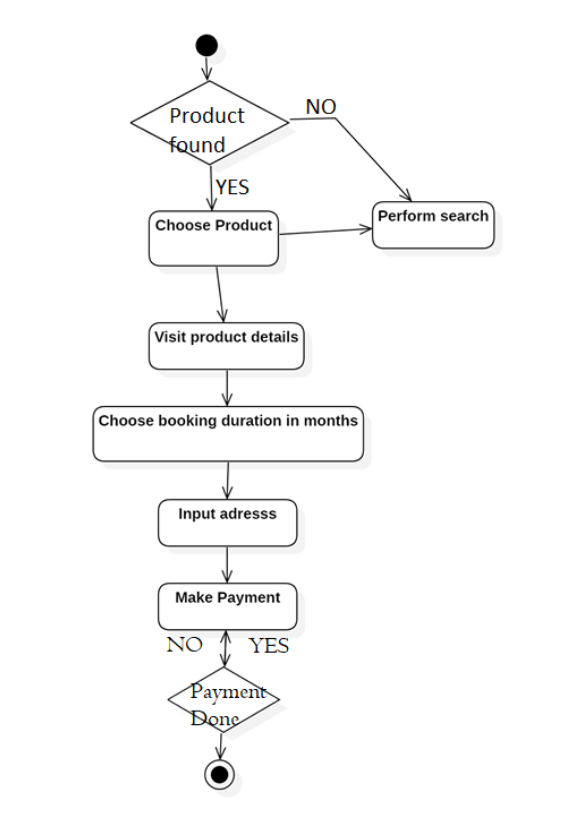 NO
Product
found
YES
Choose Product
Perform search
Visit product details
Choose booking duration in months
Input adresss
Make Payment
NO YES
Payment
Done